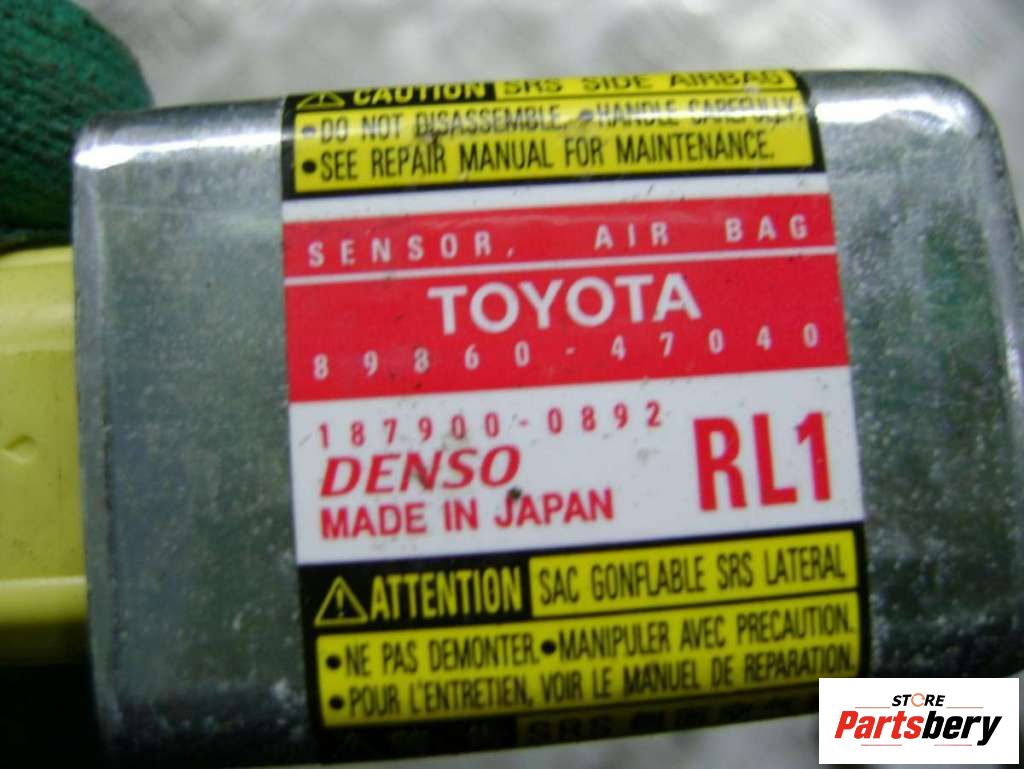 CAUTION SRS SIDE AIRBAG
•DO NOT DISASSEMBLE. •HANDLE CAREFULLY.
•SEE REPAIR MANUAL FOR MAINTENANCE.
SENSOR, AIR BAG
TOYOTA
89860-47040
187900-0892
RL1
DENSO
MADE IN JAPAN
ATTENTION SAC GONFLABLE SRS LATERAL
•NE PAS DEMONTER.•MANIPULER AVEC PRECAUTION.
•POUR L'ENTRETIEN, VOIR LE MANUEL DE REPARATION.
SRS
STORE
Partsbery